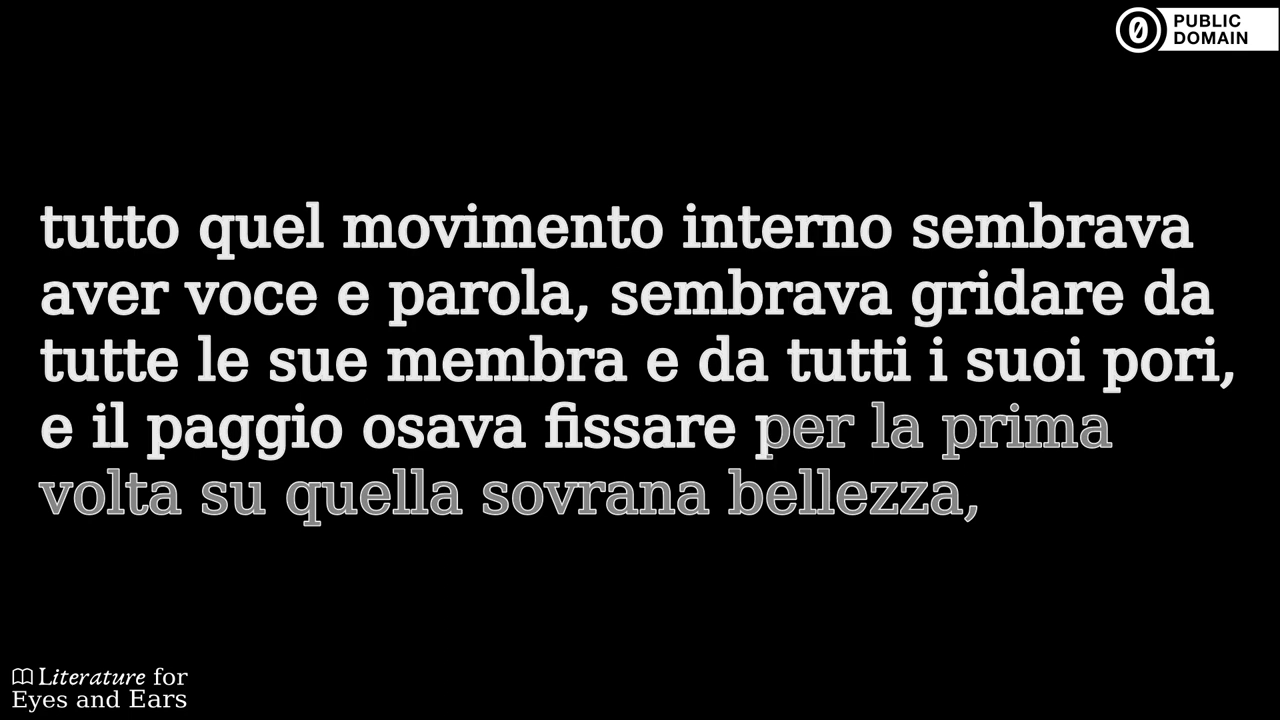 PUBLIC
DOMAIN
tutto quel movimento interno sembrava
aver voce e parola, sembrava gridare da
tutte le sue membra e da tutti i suoi pori,
e il paggio osava fissare per la prima
volta su quella sovrana bellezza,
Literature for
Eyes and Ears